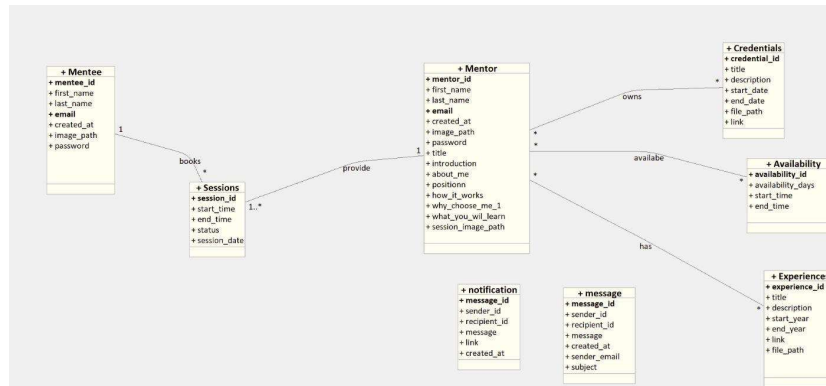 + Mentee
+ mentee_id
+ first_name
+ last_name
+ email
+ created_at
+ image_path
+ password
1
books
*
+ Sessions
+ session_id
+ start_time
+ end_time
+ status
+ session_date
1..*
provide
1
+ Mentor
+ mentor_id
+ first_name
+ last_name
+ email
+ created_at
+ image_path
+ password
+ title
+ introduction
+ about_me
+ positionn
+ how_it_works
+ why_choose_me_1
+ what_you_wil_learn
+ session_image_path
*
owns
*
+ Credentials
+ credential_id
+ title
+ description
+ start_date
+ end_date
+ file_path
+ link
*
availabe
*
+ Availability
+ availability_id
+ availability_days
+ start_time
+ end_time
*
has
*
+ Experiences
+ experience_id
+ title
+ description
+ start_year
+ end_year
+ link
+ file_path
+ notification
+ message_id
+ sender_id
+ recipient_id
+ message
+ link
+ created_at
+ message
+ message_id
+ sender_id
+ recipient_id
+ message
+ created_at
+ sender_email
+ subject